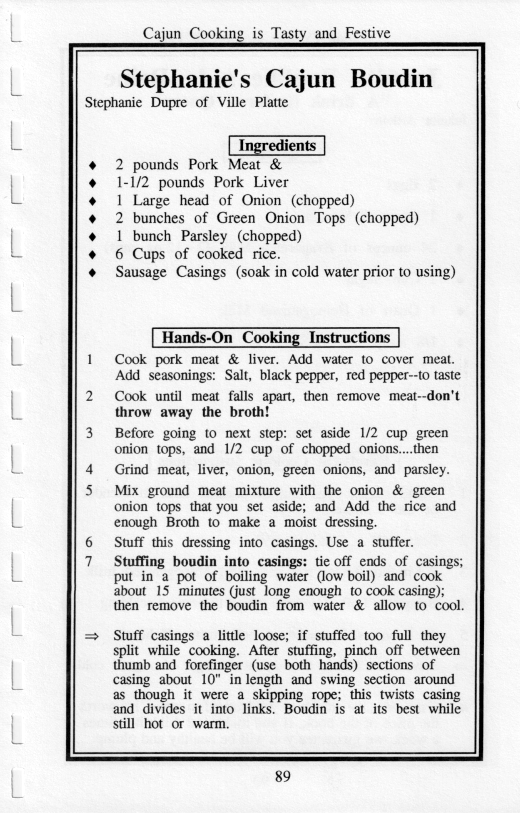 Cajun Cooking is Tasty and Festive
Stephanie's Cajun Boudin
Stephanie Dupre of Ville Platte
Ingredients
♦ 2 pounds Pork Meat &
♦ 1-1/2 pounds Pork Liver
♦ 1 Large head of Onion (chopped)
♦ 2 bunches of Green Onion Tops (chopped)
♦ 1 bunch Parsley (chopped)
♦ 6 Cups of cooked rice.
♦ Sausage Casings (soak in cold water prior to using)
Hands-On Cooking Instructions
1 Cook pork meat & liver. Add water to cover meat.
Add seasonings: Salt, black pepper, red pepper--to taste
2 Cook until meat falls apart, then remove meat--don't
throw away the broth!
3 Before going to next step: set aside 1/2 cup green
onion tops, and 1/2 cup of chopped onions....then
4 Grind meat, liver, onion, green onions, and parsley.
5 Mix ground meat mixture with the onion & green
onion tops that you set aside; and Add the rice and
enough Broth to make a moist dressing.
6 Stuff this dressing into casings. Use a stuffer.
7 Stuffing boudin into casings: tie off ends of casings;
put in a pot of boiling water (low boil) and cook
about 15 minutes (just long enough to cook casing);
then remove the boudin from water & allow to cool.
⇒ Stuff casings a little loose; if stuffed too full they
split while cooking. After stuffing, pinch off between
thumb and forefinger (use both hands) sections of
casing about 10" in length and swing section around
as though it were a skipping rope; this twists casing
and divides it into links. Boudin is at its best while
still hot or warm.
89